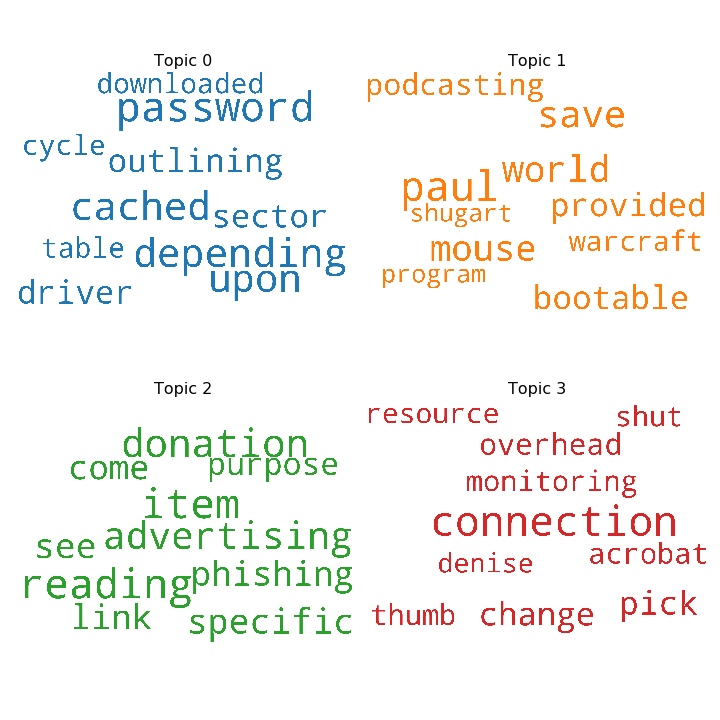 Topic 0
downloaded
password
cycle
outlining
cached
sector
table
depending
upon
driver
Topic 1
podcasting
save
world
paul
shugart
provided
mouse
warcraft
program
bootable
Topic 2
donation
come
purpose
item
advertising
see
reading
phishing
link
specific
Topic 3
resource
shut
overhead
monitoring
connection
denise
acrobat
thumb
change
pick